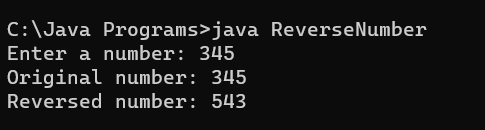 C:\Java Programs>java ReverseNumber
Enter a number: 345
Original number: 345
Reversed number: 543